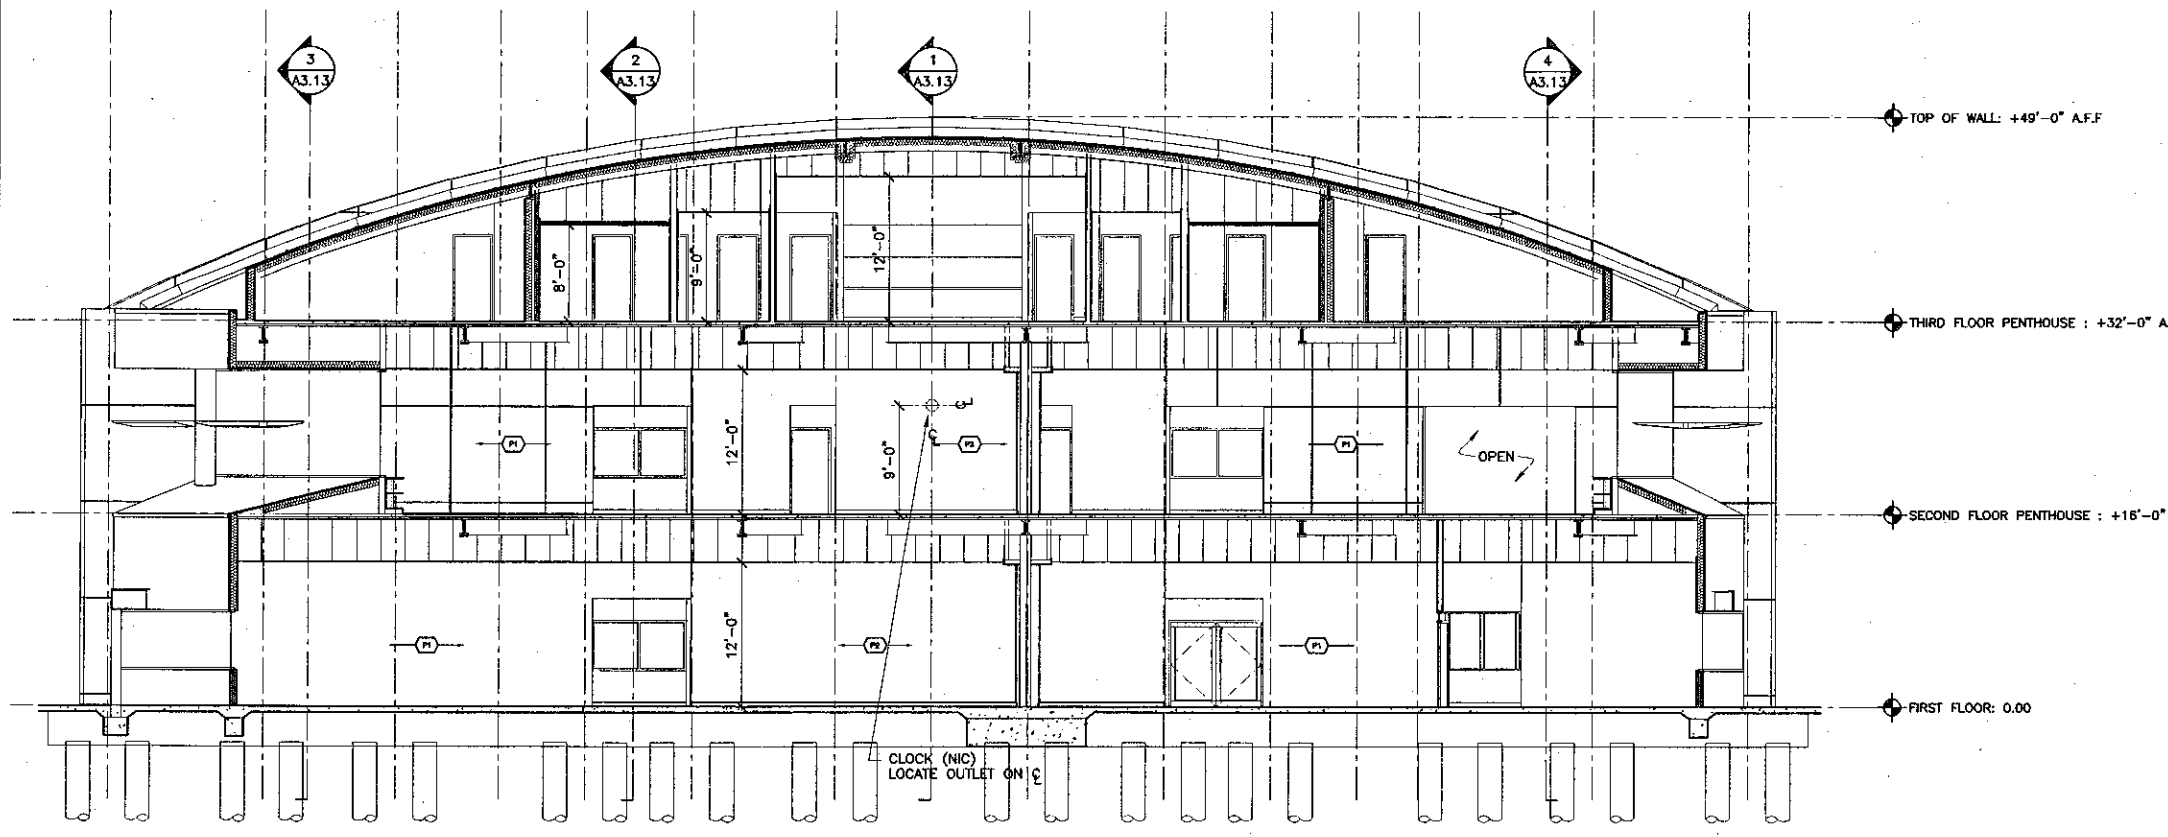 3
A3.13
2
A3.13
1
A3.13
4
A3.13
TOP OF WALL: +49'-0" A.F.F
8'-0"
9'-0"
12'-0"
THIRD FLOOR PENTHOUSE : +32'-0" A
12'-0"
9'-0"
P1
P2
P1
OPEN
SECOND FLOOR PENTHOUSE : +16'-0"
12'-0"
P1
P2
P1
FIRST FLOOR: 0.00
CLOCK (NIC)
LOCATE OUTLET ON ℄